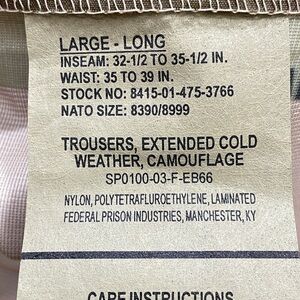 LARGE - LONG
INSEAM: 32-1/2 TO 35-1/2 IN.
WAIST: 35 TO 39 IN.
STOCK NO: 8415-01-475-3766
NATO SIZE: 8390/8999
TROUSERS, EXTENDED COLD
WEATHER, CAMOUFLAGE
SP0100-03-F-EB66
NYLON, POLYTETRAFLUROETHYLENE, LAMINATED
FEDERAL PRISON INDUSTRIES, MANCHESTER, KY
CARE INSTRUCTIONS